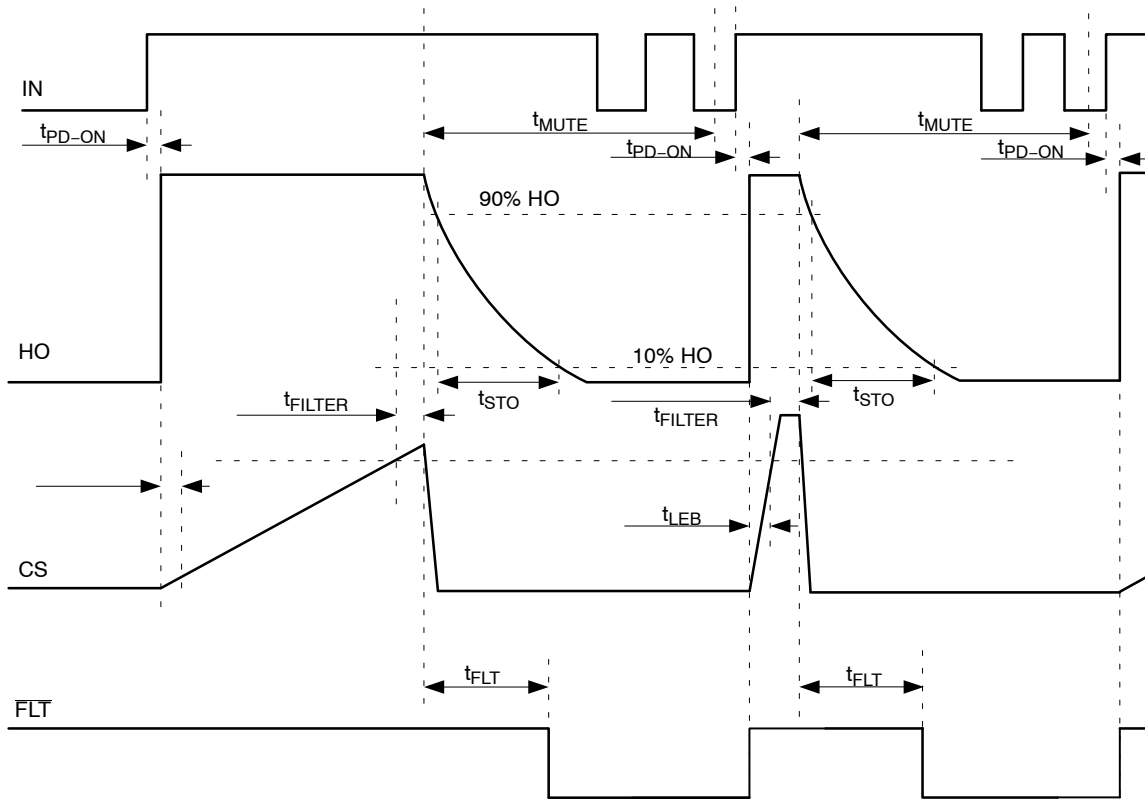 IN
tPD–ON
tMUTE
tPD–ON
tMUTE
tPD–ON
90% HO
HO
10% HO
tFILTER
tSTO
tFILTER
tSTO
tLEB
CS
tFLT
tFLT
FLT